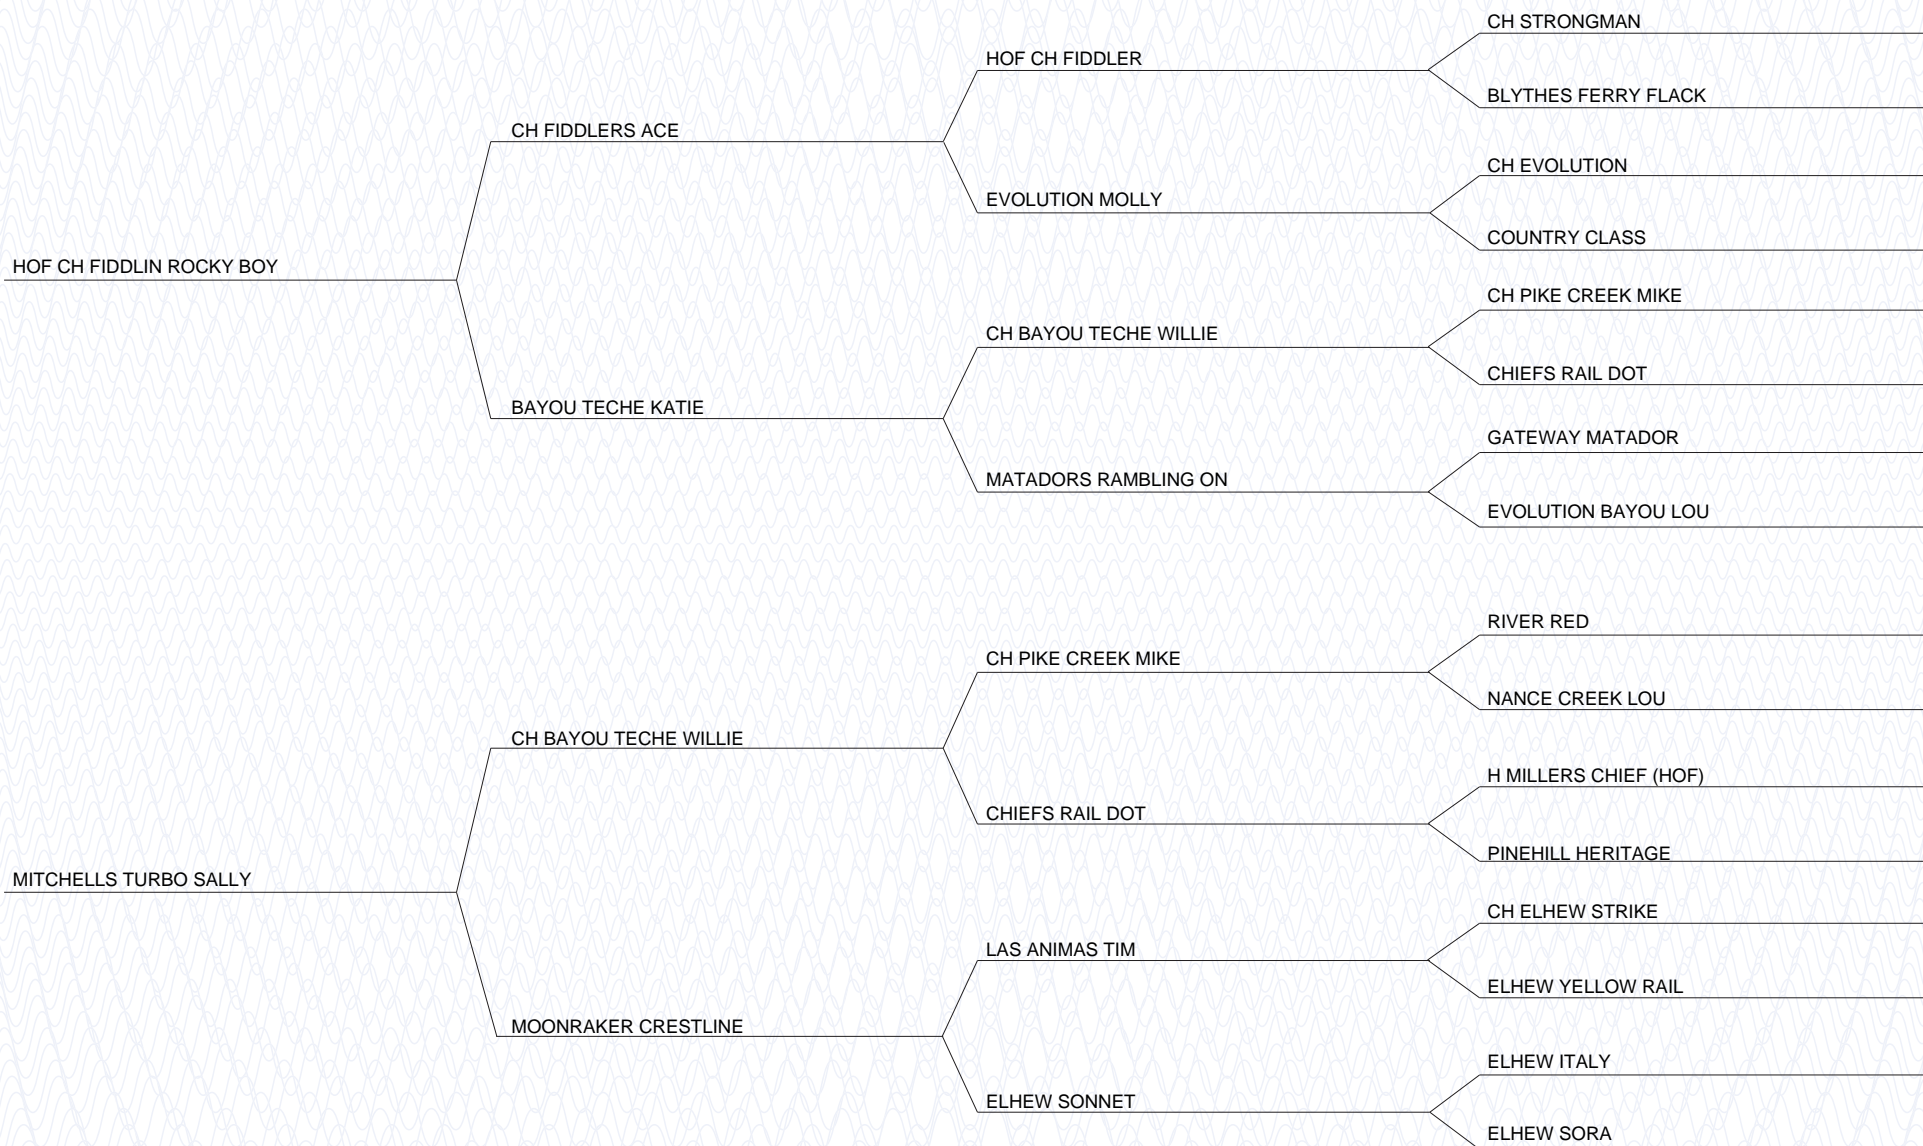 CH STRONGMAN
HOF CH FIDDLER
BLYTHES FERRY FLACK
CH FIDDLERS ACE
CH EVOLUTION
EVOLUTION MOLLY
COUNTRY CLASS
HOF CH FIDDLIN ROCKY BOY
CH PIKE CREEK MIKE
CH BAYOU TECHE WILLIE
CHIEFS RAIL DOT
BAYOU TECHE KATIE
GATEWAY MATADOR
MATADORS RAMBLING ON
EVOLUTION BAYOU LOU
RIVER RED
CH PIKE CREEK MIKE
NANCE CREEK LOU
CH BAYOU TECHE WILLIE
H MILLERS CHIEF (HOF)
CHIEFS RAIL DOT
PINEHILL HERITAGE
MITCHELLS TURBO SALLY
CH ELHEW STRIKE
LAS ANIMAS TIM
ELHEW YELLOW RAIL
MOONRAKER CRESTLINE
ELHEW ITALY
ELHEW SONNET
ELHEW SORA